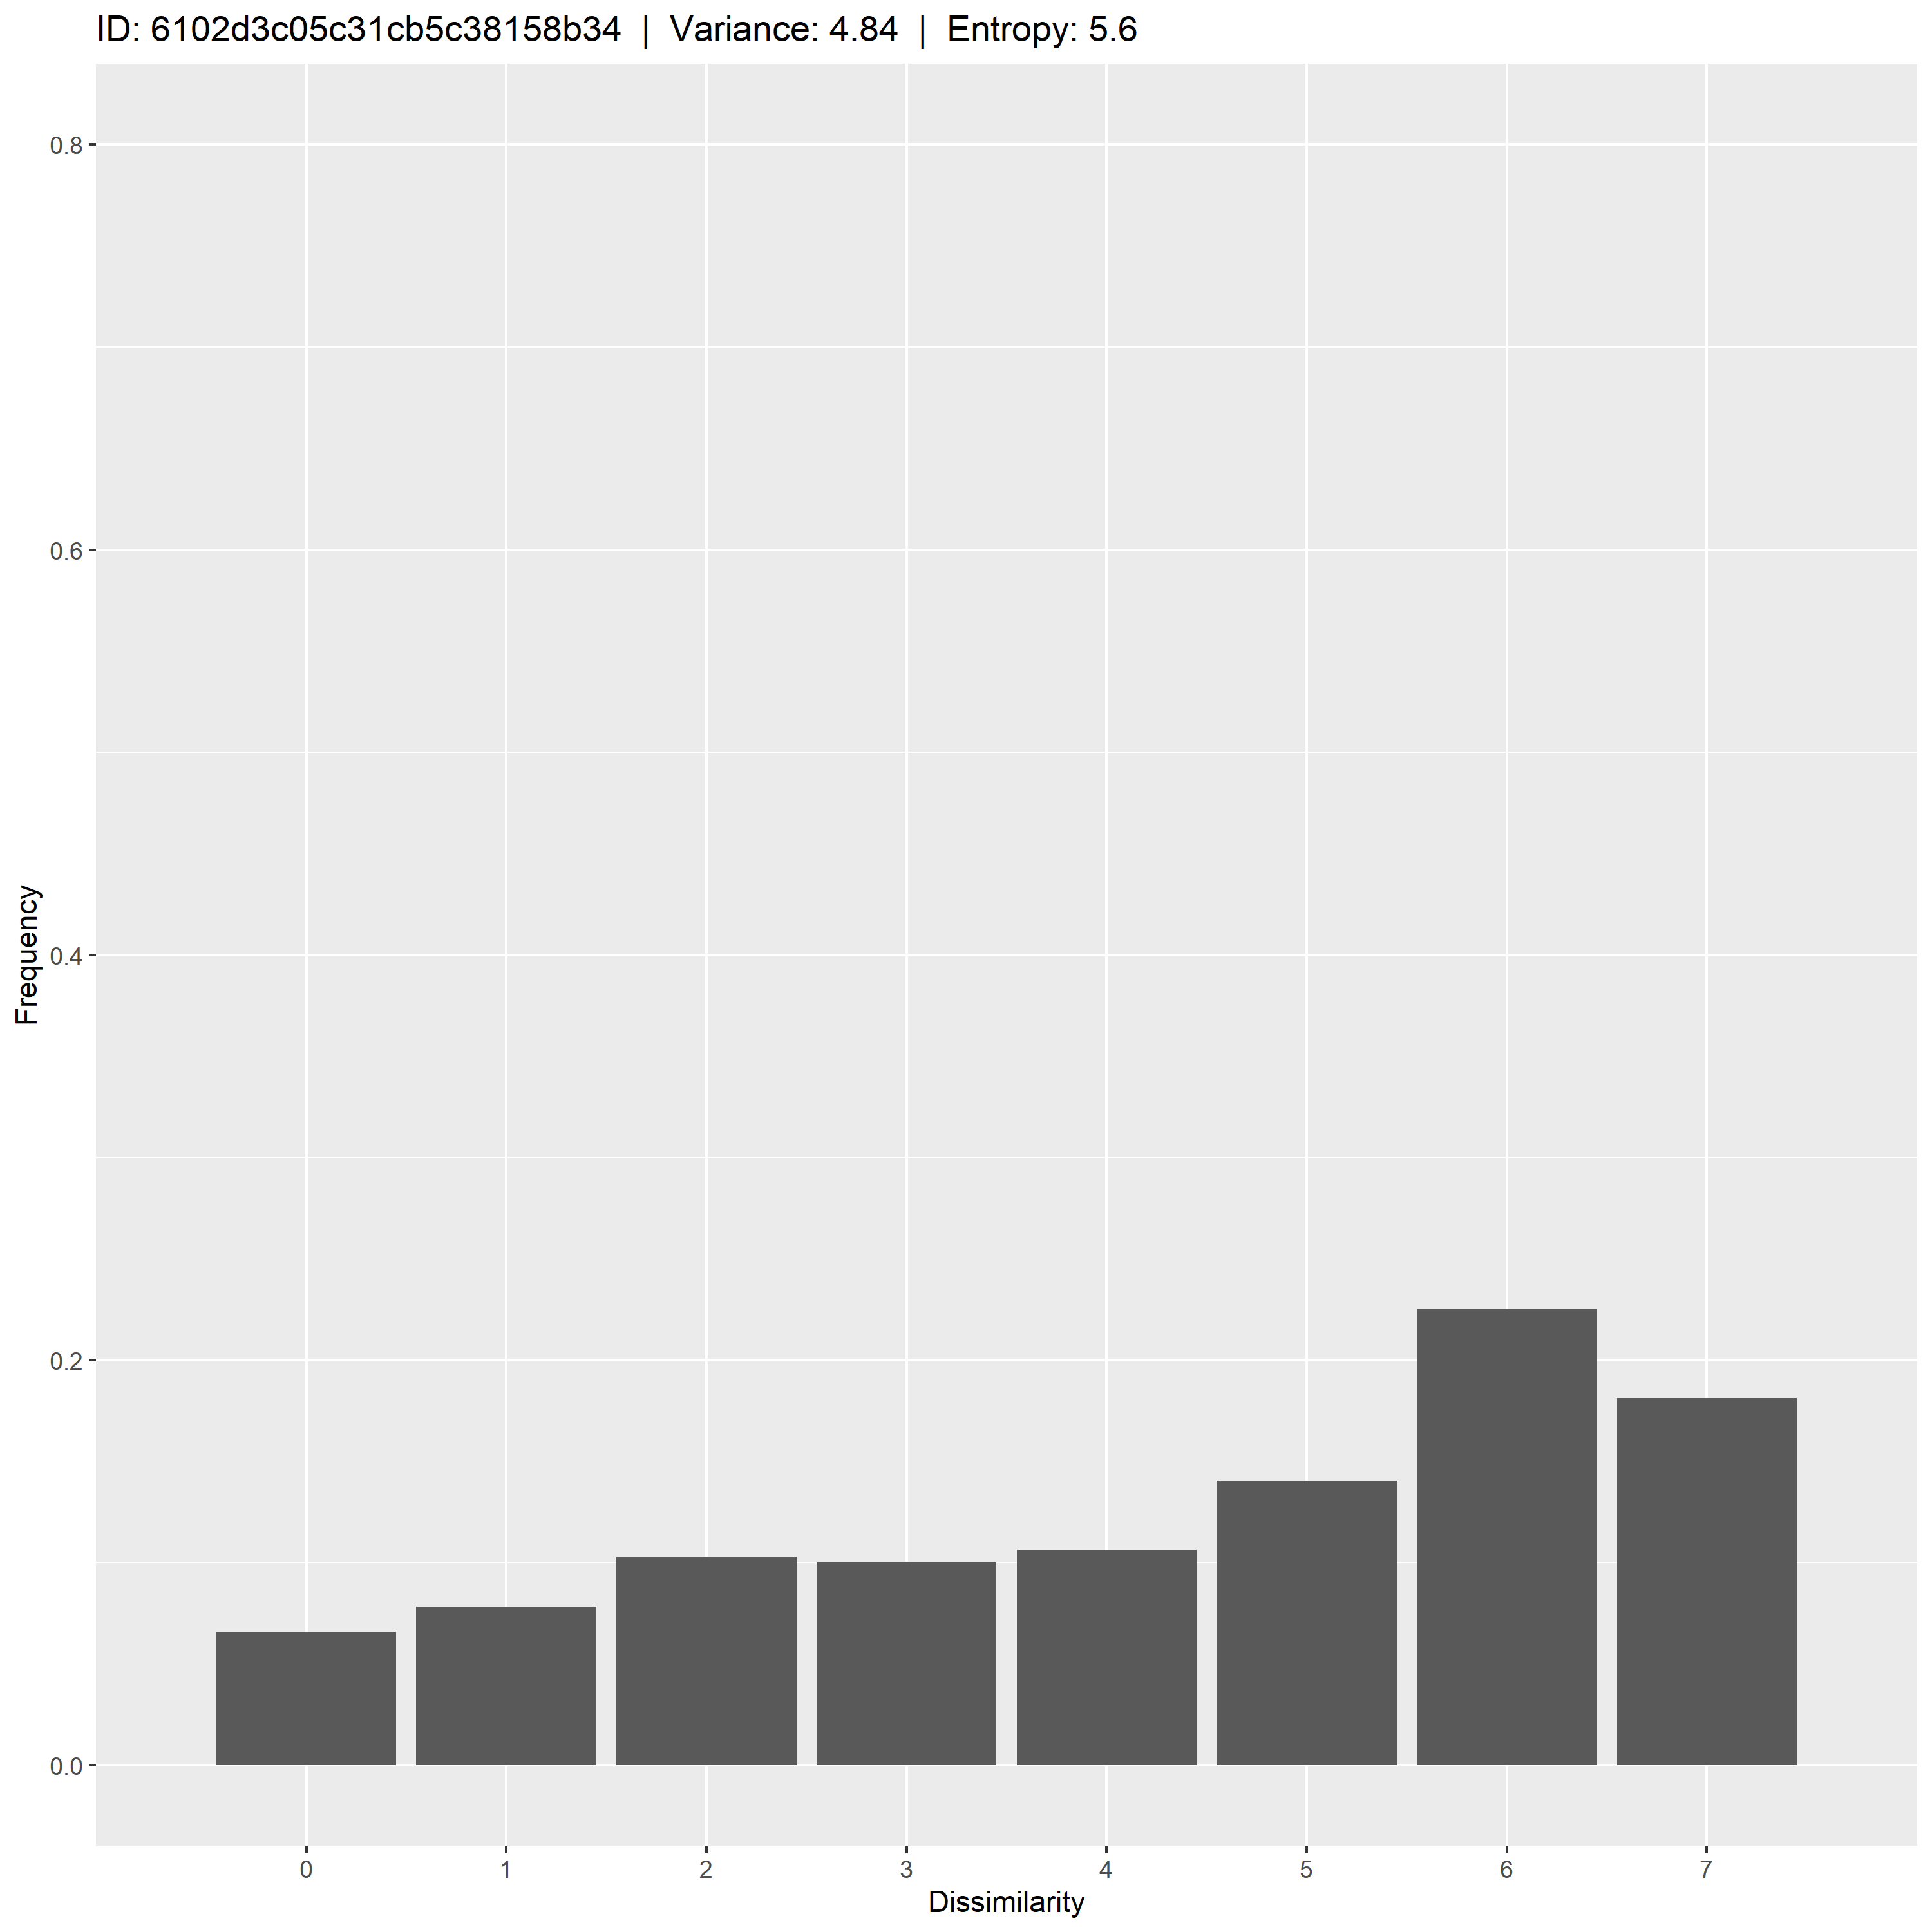 ID: 6102d3c05c31cb5c38158b34  |  Variance: 4.84  |  Entropy: 5.6
0.8
0.6
0.4
0.2
0.0
Frequency
0 1 2 3 4 5 6 7
Dissimilarity